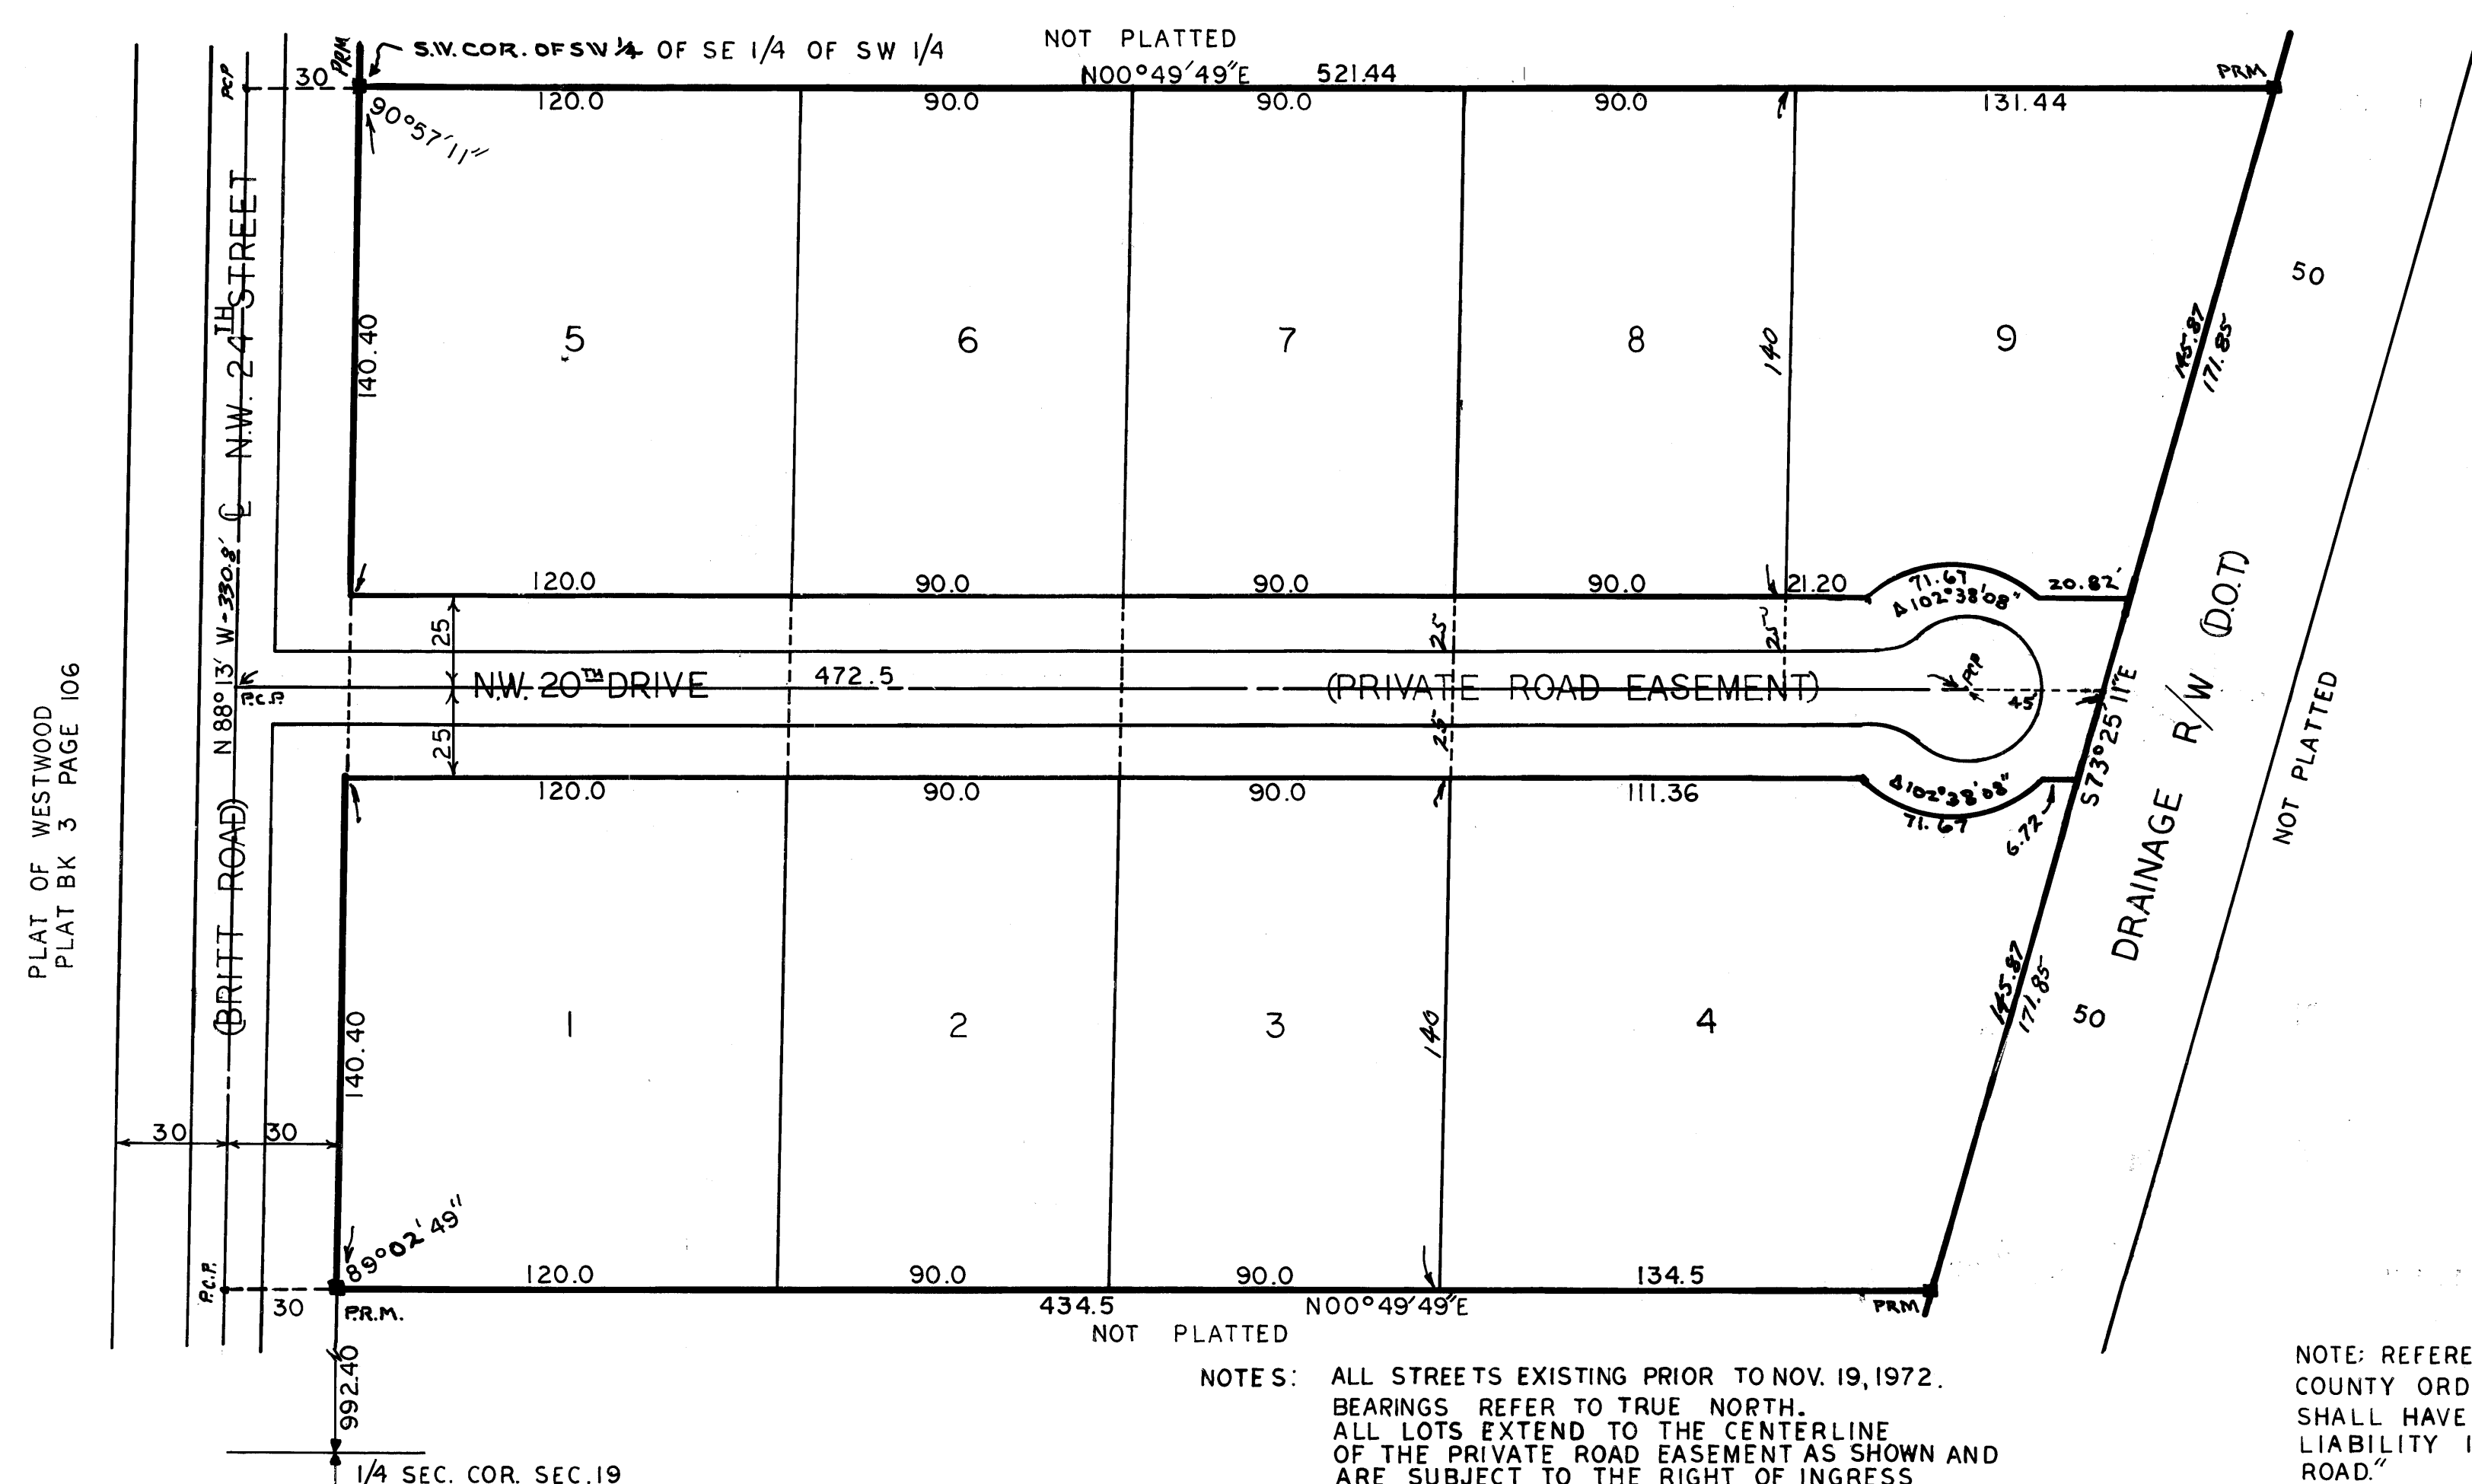 NOT PLATTED
S.W. COR. OF SW ¼ OF SE 1/4 OF SW 1/4
PRM
N00°49'49"E 521.44
PRM
PCP
30
120.0
90.0
90.0
90.0
131.44
90°57'11"
50
5
6
7
8
9
140.40
140
145.87
171.85
℄ N.W. 24TH STREET
N 88°13' W-330.8'
(BRITT ROAD)
120.0
90.0
90.0
90.0
21.20
71.67
Δ102°38'08"
20.82'
25
25'
25'
N.W. 20TH DRIVE
472.5
(PRIVATE ROAD EASEMENT)
PCP
45
P.C.P.
25
25'
S73°25'11"E
DRAINAGE R/W (D.O.T)
NOT PLATTED
PLAT OF WESTWOOD
PLAT BK 3 PAGE 106
120.0
90.0
90.0
111.36
Δ102°38'08"
71.67
6.72
1
2
3
4
140.40
140
145.87
171.85
50
30
30
89°02'49"
120.0
90.0
90.0
134.5
P.C.P.
30
P.R.M.
434.5
N00°49'49"E
PRM
NOT PLATTED
992.40
1/4 SEC. COR. SEC.19
NOTES: ALL STREETS EXISTING PRIOR TO NOV. 19, 1972.
BEARINGS REFER TO TRUE NORTH.
ALL LOTS EXTEND TO THE CENTERLINE
OF THE PRIVATE ROAD EASEMENT AS SHOWN AND
ARE SUBJECT TO THE RIGHT OF INGRESS
NOTE; REFERE
COUNTY ORD
SHALL HAVE
LIABILITY I
ROAD."